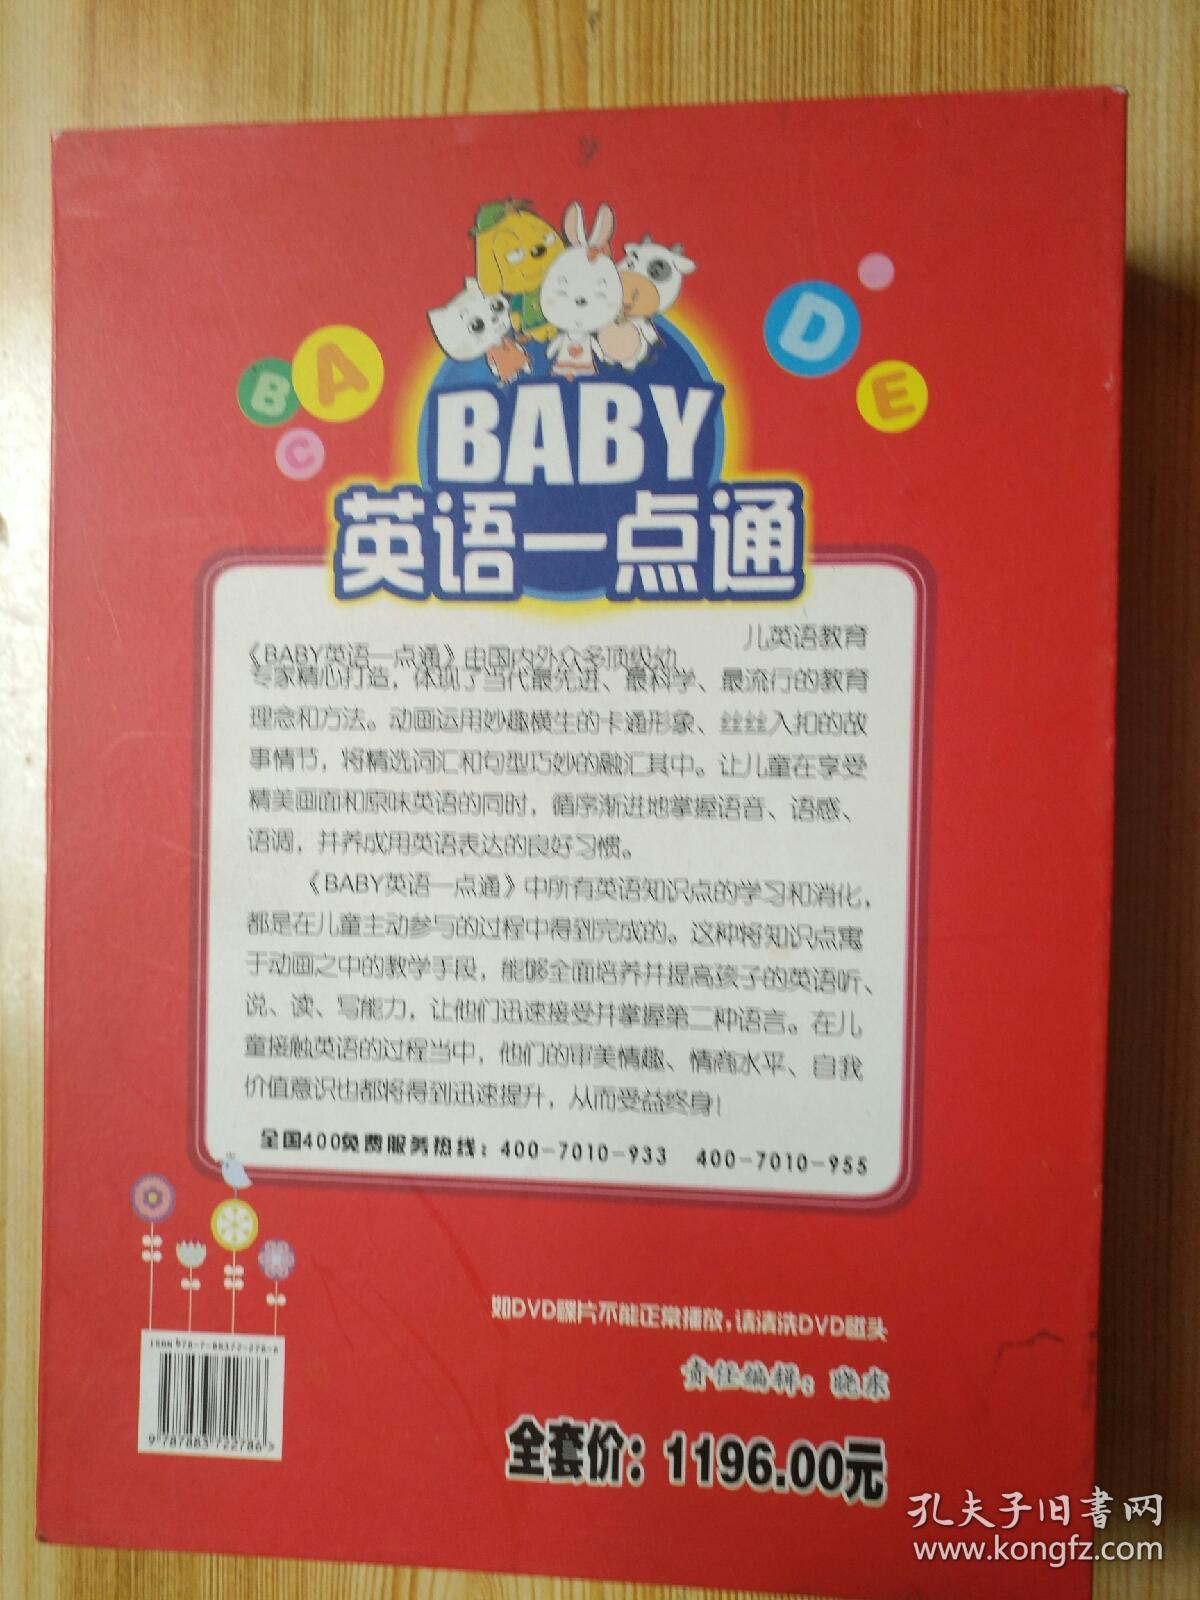 B
A
C
D
E
BABY
英语一点通
儿英语教育
《BABY英语一点通》由国内外众多顶级幼
专家精心打造，体现了当代最先进、最科学、最流行的教育
理念和方法。动画运用妙趣横生的卡通形象、丝丝入扣的故
事情节，将精选词汇和句型巧妙的融汇其中。让儿童在享受
精美画面和原味英语的同时，循序渐进地掌握语音、语感、
语调，并养成用英语表达的良好习惯。
《BABY英语一点通》中所有英语知识点的学习和消化，
都是在儿童主动参与的过程中得到完成的。这种将知识点寓
于动画之中的教学手段，能够全面培养并提高孩子的英语听、
说、读、写能力，让他们迅速接受并掌握第二种语言。在儿
童接触英语的过程当中，他们的审美情趣、情商水平、自我
价值意识也都将得到迅速提升，从而受益终身！
全国400免费服务热线：400-7010-933 400-7010-955
如DVD碟片不能正常播放，请清洗DVD磁头
责任编辑：晓东
ISBN 978-7-88372-278-6
9 787883 722786 >
全套价：1196.00元
孔夫子旧书网
www.kongfz.com